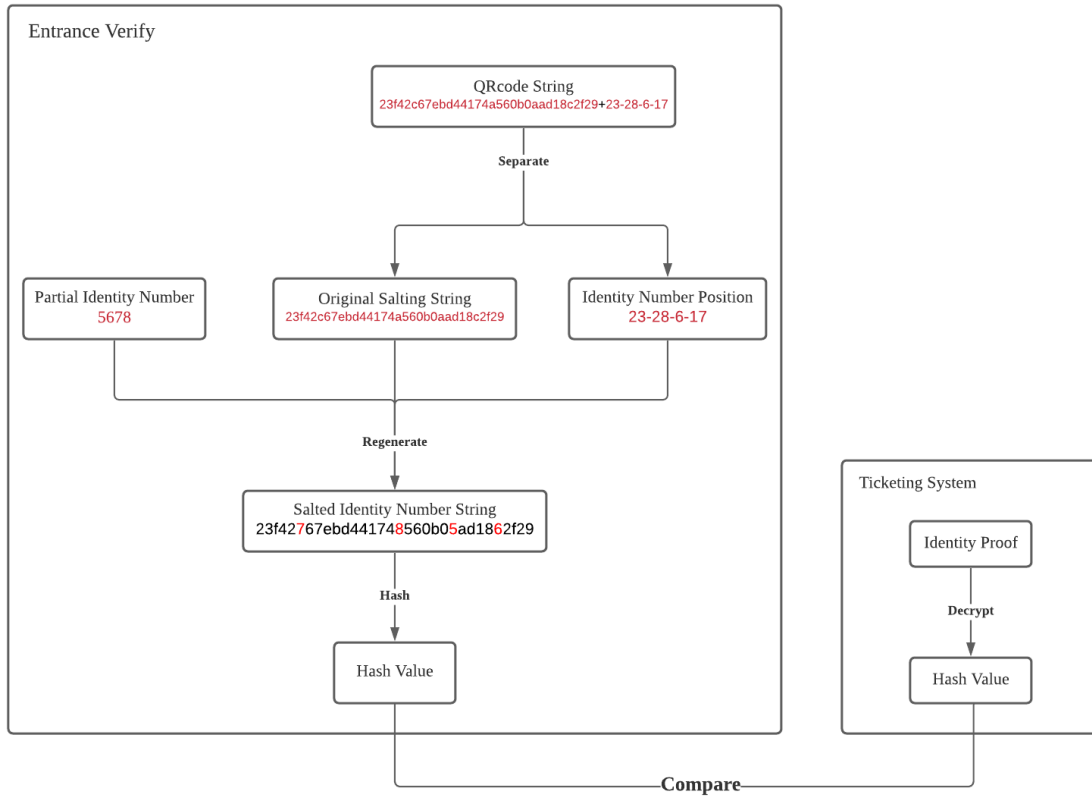 Entrance Verify
QRcode String
23f42c67ebd44174a560b0aad18c2f29+23-28-6-17
Separate
Partial Identity Number
5678
Original Salting String
23f42c67ebd44174a560b0aad18c2f29
Identity Number Position
23-28-6-17
Regenerate
Salted Identity Number String
23f42767ebd441748560b05ad1862f29
Hash
Hash Value
Ticketing System
Identity Proof
Decrypt
Hash Value
Compare